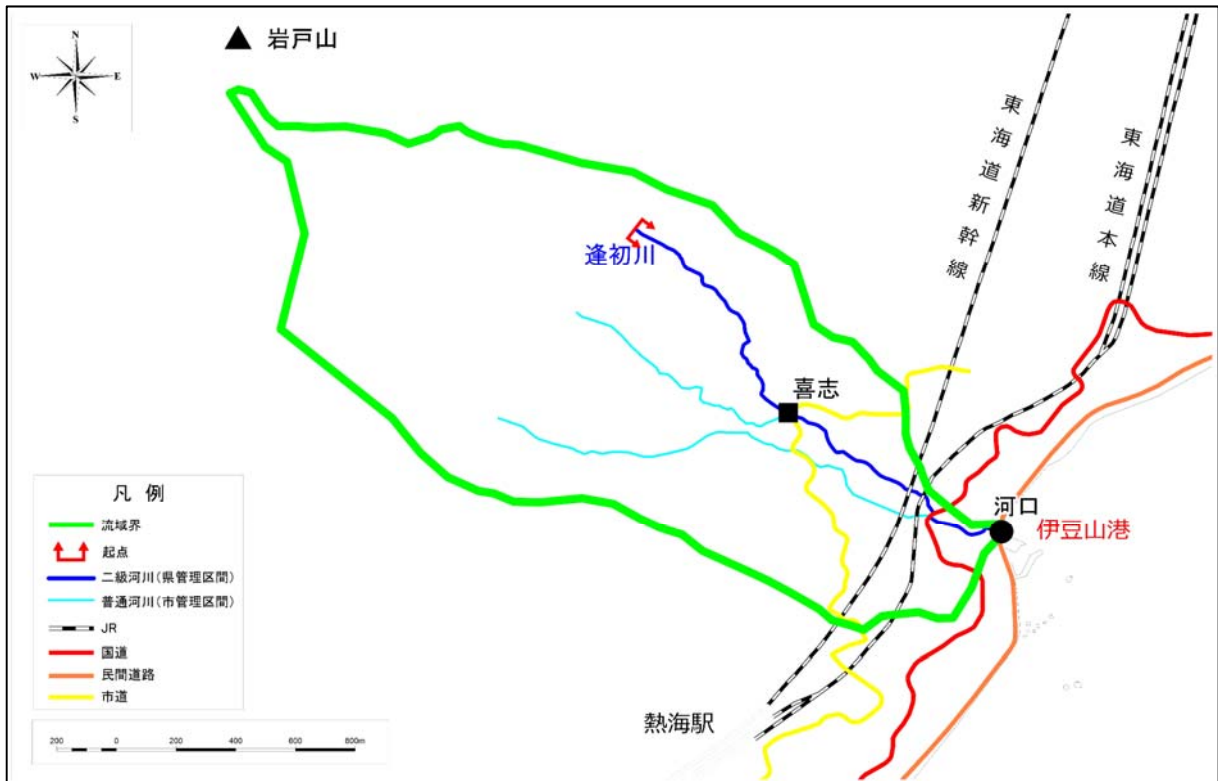 N
W
E
S
岩戸山
東海道新幹線
東海道本線
逢初川
喜志
河口
伊豆山港
熱海駅
凡 例
流域界
起点
二級河川(県管理区間)
普通河川(市管理区間)
JR
国道
民間道路
市道
200 0 200 400 600 800m